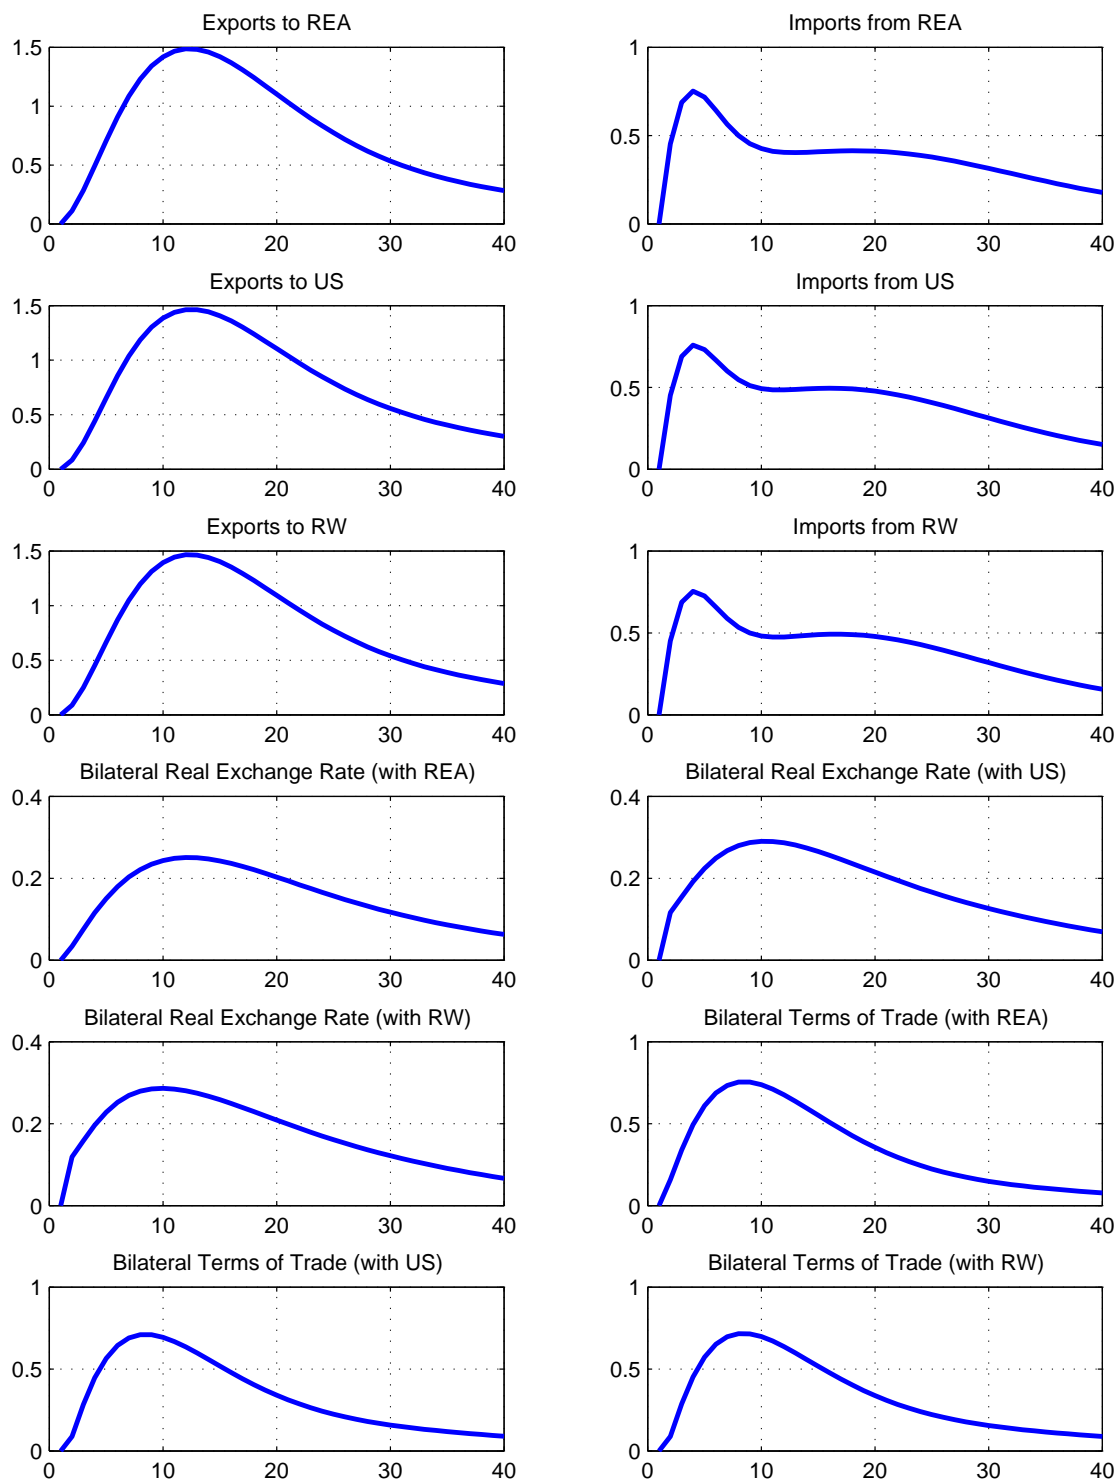 Exports to REA
1.5
1
0.5
0
0 10 20 30 40
Imports from REA
1
0.5
0
0 10 20 30 40
Exports to US
1.5
1
0.5
0
0 10 20 30 40
Imports from US
1
0.5
0
0 10 20 30 40
Exports to RW
1.5
1
0.5
0
0 10 20 30 40
Imports from RW
1
0.5
0
0 10 20 30 40
Bilateral Real Exchange Rate (with REA)
0.4
0.2
0
0 10 20 30 40
Bilateral Real Exchange Rate (with US)
0.4
0.2
0
0 10 20 30 40
Bilateral Real Exchange Rate (with RW)
0.4
0.2
0
0 10 20 30 40
Bilateral Terms of Trade (with REA)
1
0.5
0
0 10 20 30 40
Bilateral Terms of Trade (with US)
1
0.5
0
0 10 20 30 40
Bilateral Terms of Trade (with RW)
1
0.5
0
0 10 20 30 40